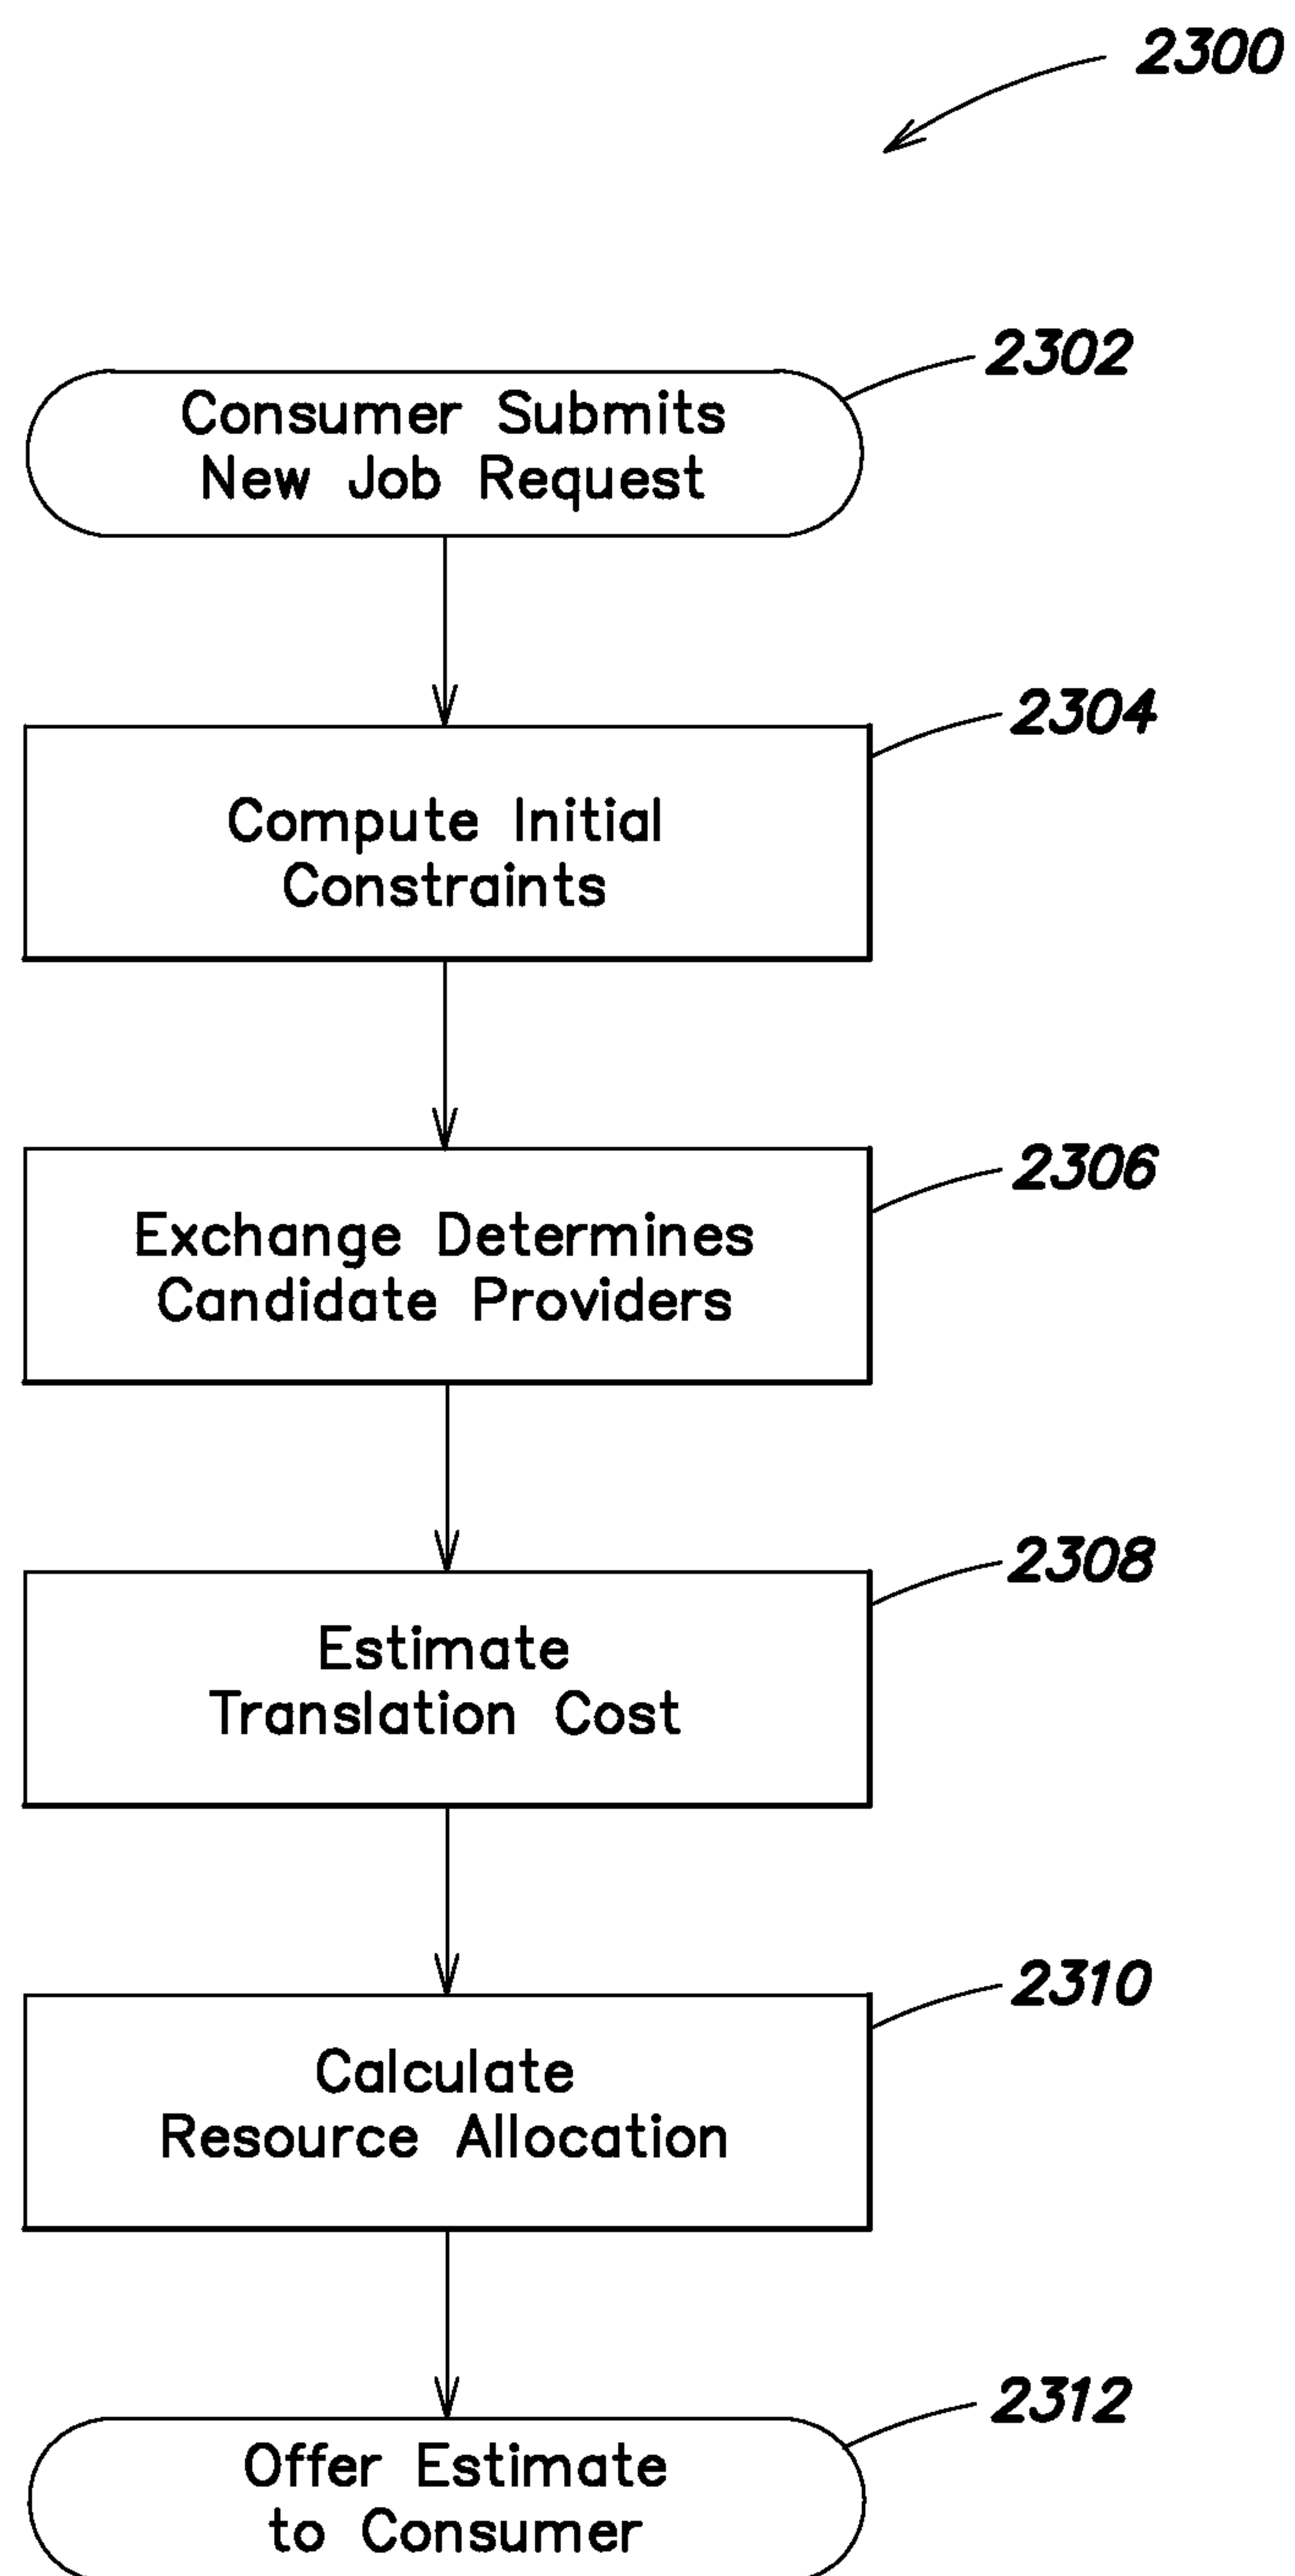 2300
2302
Consumer Submits
New Job Request
2304
Compute Initial
Constraints
2306
Exchange Determines
Candidate Providers
2308
Estimate
Translation Cost
2310
Calculate
Resource Allocation
2312
Offer Estimate
to Consumer